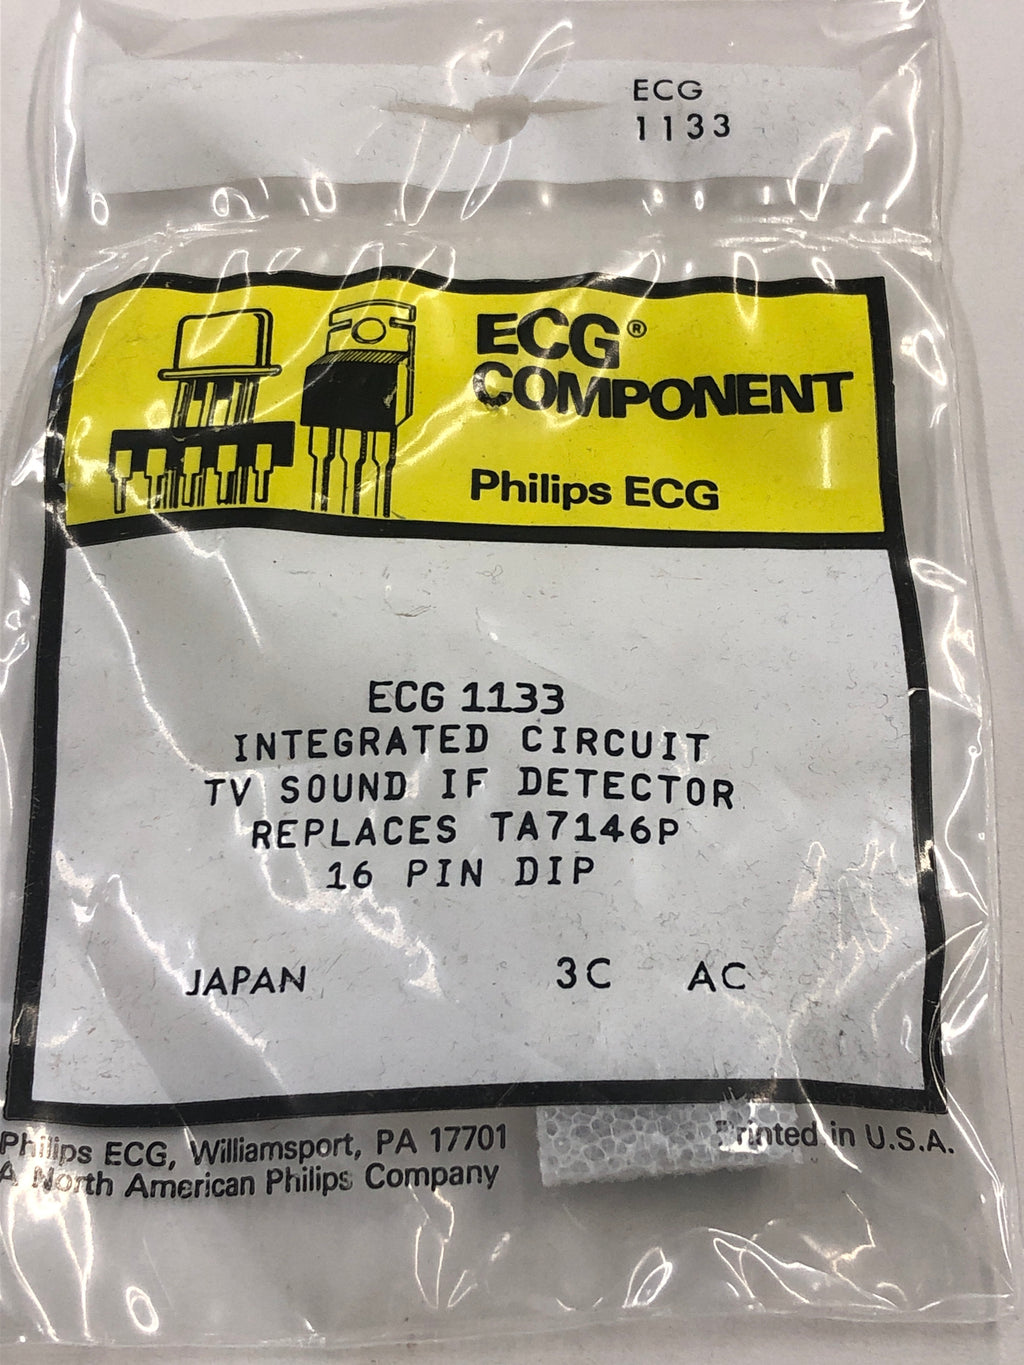 ECG
1133
ECG®
COMPONENT
Philips ECG
ECG 1133
INTEGRATED CIRCUIT
TV SOUND IF DETECTOR
REPLACES TA7146P
16 PIN DIP
JAPAN 3C AC
Philips ECG, Williamsport, PA 17701
A North American Philips Company
Printed in U.S.A.